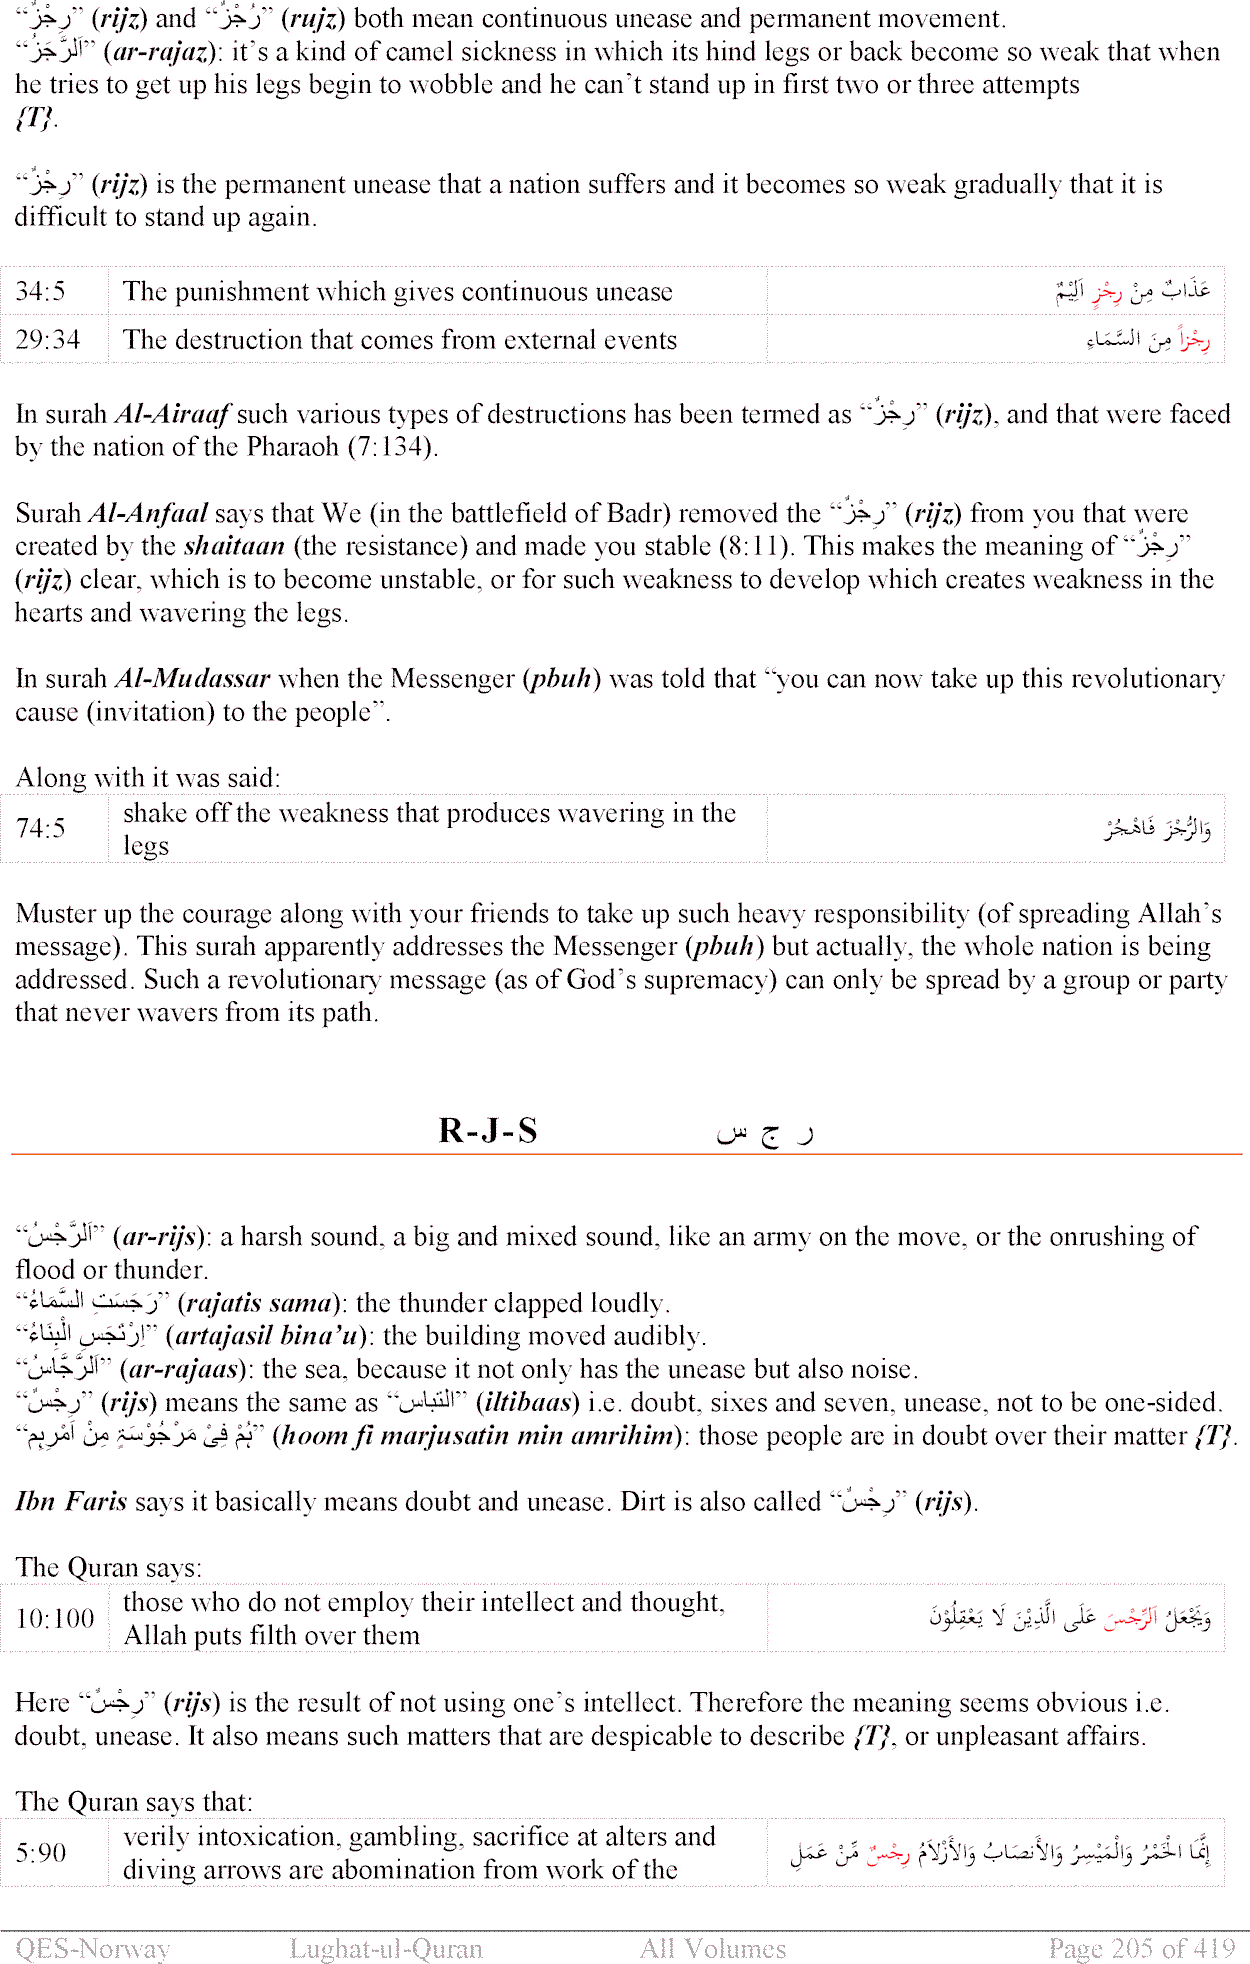 “رِجْزٌ” (rijz) and “رُجْزٌ” (rujz) both mean continuous unease and permanent movement.
“اَلرَّجَزُ” (ar-rajaz): it’s a kind of camel sickness in which its hind legs or back become so weak that when
he tries to get up his legs begin to wobble and he can’t stand up in first two or three attempts
{T}.
“رِجْزٌ” (rijz) is the permanent unease that a nation suffers and it becomes so weak gradually that it is
difficult to stand up again.
34:5 The punishment which gives continuous unease عَذَابٌ مِنْ رِجْزٍ اَلِيْمٌ
29:34 The destruction that comes from external events رِجْزاً مِنَ السَّمَاءِ
In surah Al-Airaaf such various types of destructions has been termed as “رِجْزٌ” (rijz), and that were faced
by the nation of the Pharaoh (7:134).
Surah Al-Anfaal says that We (in the battlefield of Badr) removed the “رِجْزٌ” (rijz) from you that were
created by the shaitaan (the resistance) and made you stable (8:11). This makes the meaning of “رِجْزٌ”
(rijz) clear, which is to become unstable, or for such weakness to develop which creates weakness in the
hearts and wavering the legs.
In surah Al-Mudassar when the Messenger (pbuh) was told that “you can now take up this revolutionary
cause (invitation) to the people”.
Along with it was said:
74:5 shake off the weakness that produces wavering in the وَالرُّجْزَ فَاهْجُرْ
legs
Muster up the courage along with your friends to take up such heavy responsibility (of spreading Allah’s
message). This surah apparently addresses the Messenger (pbuh) but actually, the whole nation is being
addressed. Such a revolutionary message (as of God’s supremacy) can only be spread by a group or party
that never wavers from its path.
R-J-S ر ج س
“اَلرَّجْسُ” (ar-rijs): a harsh sound, a big and mixed sound, like an army on the move, or the onrushing of
flood or thunder.
“رَجَسَتِ السَّمَاءُ” (rajatis sama): the thunder clapped loudly.
“اِرْتَجَسِ الْبِنَاءُ” (artajasil bina’u): the building moved audibly.
“اَلرَّجَّاسُ” (ar-rajaas): the sea, because it not only has the unease but also noise.
“رِجْسٌ” (rijs) means the same as “التباس” (iltibaas) i.e. doubt, sixes and seven, unease, not to be one-sided.
“ہُمْ فِیْ مَرْجُوْسَۃٍ مِنْ اَمْرِہِم” (hoom fi marjusatin min amrihim): those people are in doubt over their matter {T}.
Ibn Faris says it basically means doubt and unease. Dirt is also called “رِجْسٌ” (rijs).
The Quran says:
10:100 those who do not employ their intellect and thought, وَيَجْعَلُ اَلرِّجْسَ عَلَى الَّذِيْنَ لَا يَعْقِلُوْنَ
Allah puts filth over them
Here “رِجْسٌ” (rijs) is the result of not using one’s intellect. Therefore the meaning seems obvious i.e.
doubt, unease. It also means such matters that are despicable to describe {T}, or unpleasant affairs.
The Quran says that:
5:90 verily intoxication, gambling, sacrifice at alters and إِنَّمَا الْخَمْرُ وَالْمَيْسِرُ وَالأَنصَابُ وَالأَزْلاَمُ رِجْسٌ مِّنْ عَمَلِ
diving arrows are abomination from work of the
QES-Norway Lughat-ul-Quran All Volumes Page 205 of 419